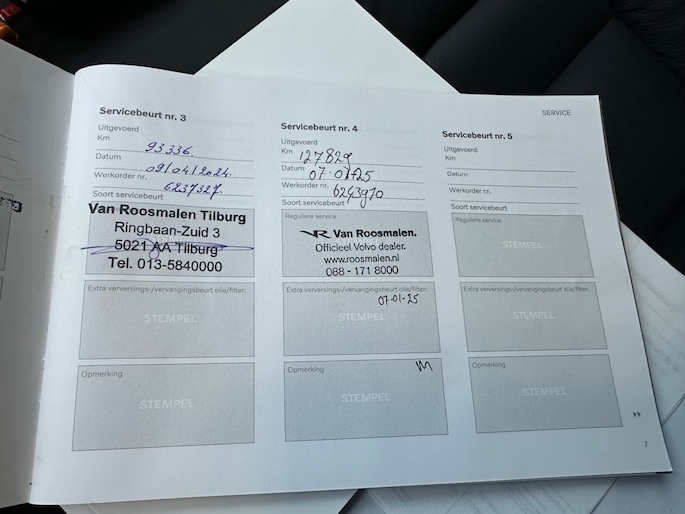 SERVICE
Servicebeurt nr. 3
Uitgevoerd
Km 93336.
Datum 09/04/2024.
Werkorder nr. 6237327.
Soort servicebeurt
Van Roosmalen Tilburg
Ringbaan-Zuid 3
5021 AA Tilburg
Tel. 013-5840000
Extra verversings-/vervangingsbeurt olie/filter:
STEMPEL
Opmerking
STEMPEL
Servicebeurt nr. 4
Uitgevoerd
Km 127829
Datum 07-01-25
Werkorder nr. 6243970
Soort servicebeurt
Reguliere service
Van Roosmalen.
Officieel Volvo dealer.
www.roosmalen.nl
088 - 171 8000
Extra verversings-/vervangingsbeurt olie/filter:
07-01-25
STEMPEL
Opmerking
STEMPEL
Servicebeurt nr. 5
Uitgevoerd
Km
Datum
Werkorder nr.
Soort servicebeurt
Reguliere service
STEMPEL
Extra verversings-/vervangingsbeurt olie/filter:
STEMPEL
Opmerking
STEMPEL
7